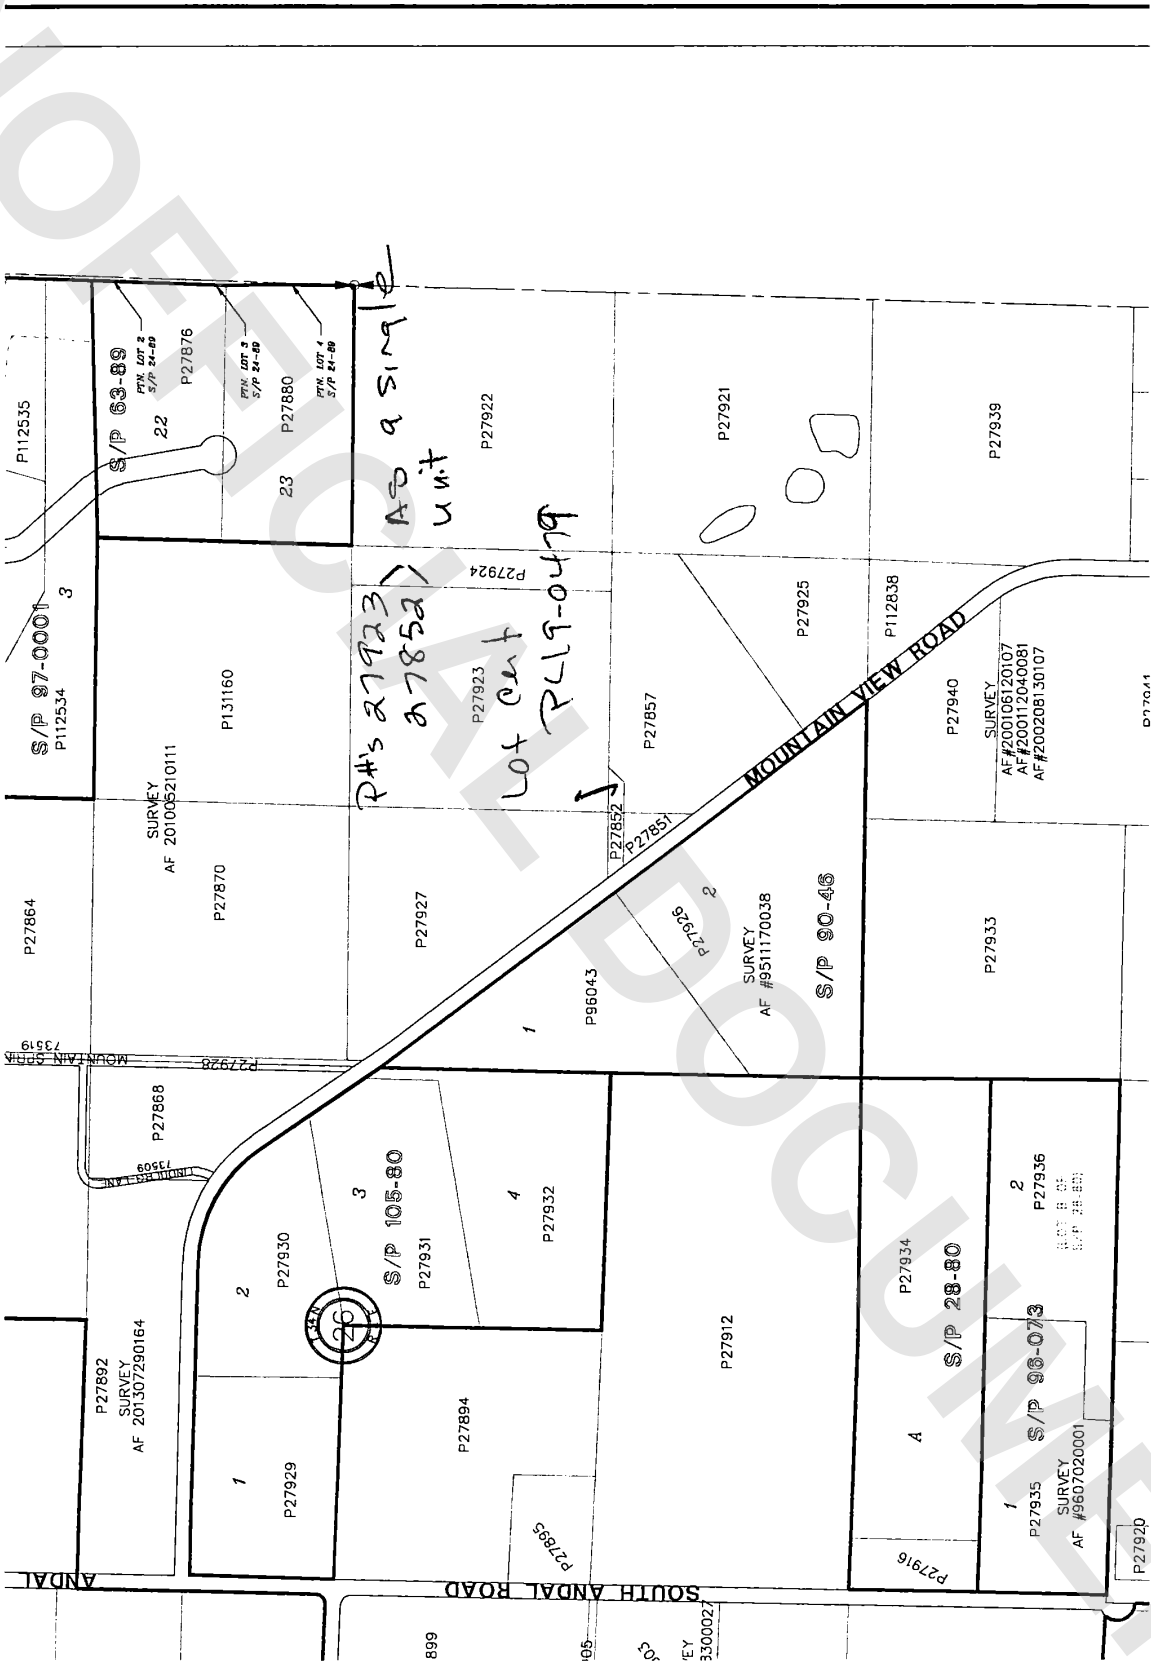 UNOFFICIAL DOCUMENT
P112535
S/P 63-89
PTN. LOT 2
S/P 24-89
P27876
22
PTN. LOT 3
S/P 24-89
P27880
PTN. LOT 4
S/P 24-89
23
P27922
P27921
P27939
S/P 97-0001
3
P112534
P131160
SURVEY
AF 201005210111
P27864
P27870
P#'s 27923 > As a single
27852 > unit
Lot Cert
PL19-0479
P27924
P27923
P27857
P27925
P112838
P27852
P27851
P27940
SURVEY
AF#200106120107
AF#200112040081
AF#200208130107
P27941
MOUNTAIN VIEW ROAD
P27927
P27926
2
SURVEY
AF #9511170038
S/P 90-46
1
P96043
P27933
73519
P27928
P27868
73509
3
S/P 105-80
P27931
4
P27932
2
P27930
26
P27892
SURVEY
AF 201307290164
1
P27929
P27894
P27895
P27912
P27934
S/P 28-80
A
P27916
2
P27936
S/P 96-073
1
P27935
SURVEY
AF #9607020001
P27920
ANDAL
SOUTH ANDAL ROAD
899